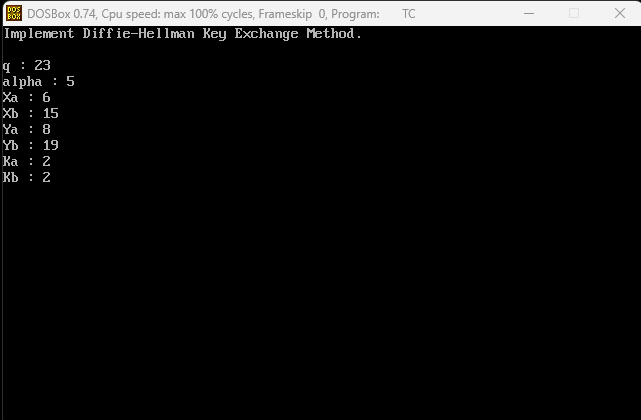 DOSBox 0.74, Cpu speed: max 100% cycles, Frameskip 0, Program: TC
Implement Diffie-Hellman Key Exchange Method.
q : 23
alpha : 5
Xa : 6
Xb : 15
Ya : 8
Yb : 19
Ka : 2
Kb : 2